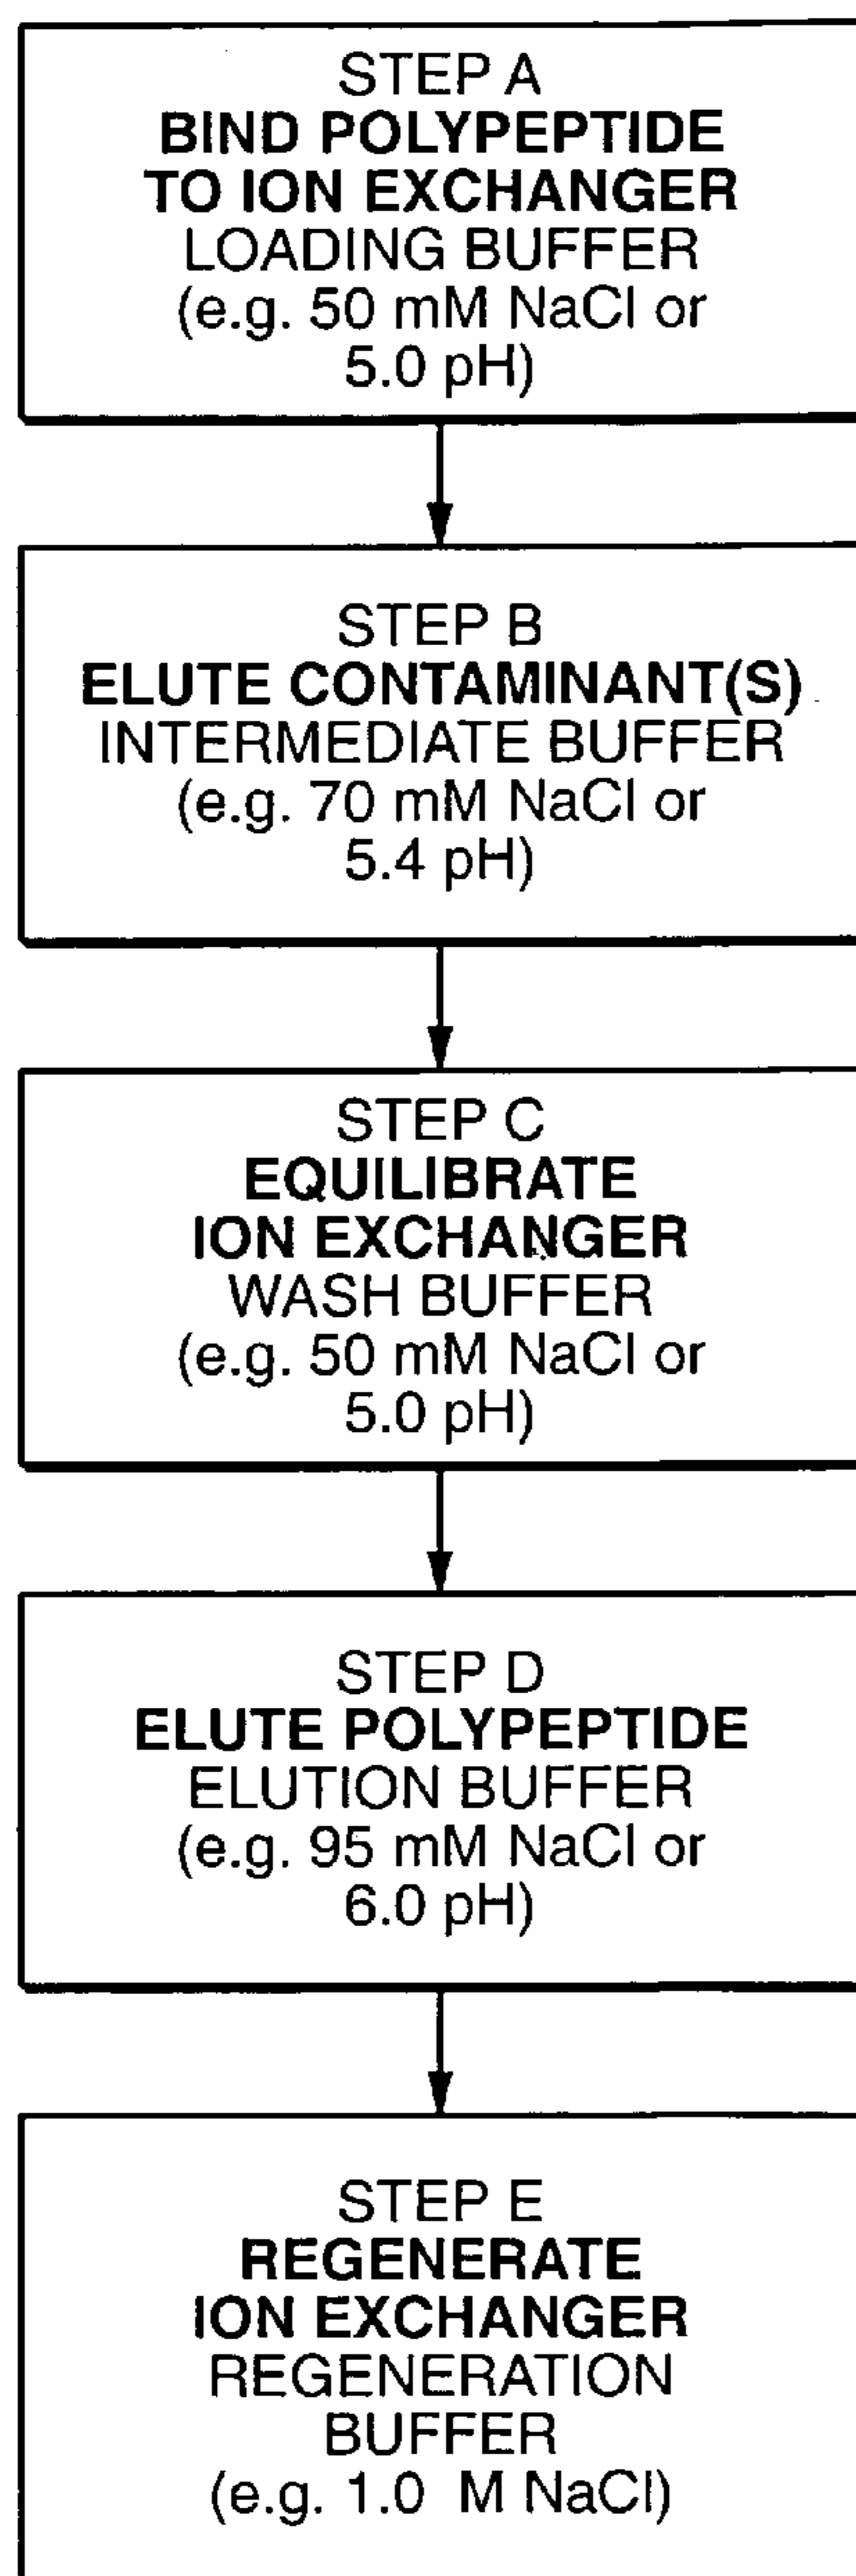 STEP A
BIND POLYPEPTIDE
TO ION EXCHANGER
LOADING BUFFER
(e.g. 50 mM NaCl or
5.0 pH)
STEP B
ELUTE CONTAMINANT(S)
INTERMEDIATE BUFFER
(e.g. 70 mM NaCl or
5.4 pH)
STEP C
EQUILIBRATE
ION EXCHANGER
WASH BUFFER
(e.g. 50 mM NaCl or
5.0 pH)
STEP D
ELUTE POLYPEPTIDE
ELUTION BUFFER
(e.g. 95 mM NaCl or
6.0 pH)
STEP E
REGENERATE
ION EXCHANGER
REGENERATION
BUFFER
(e.g. 1.0 M NaCl)